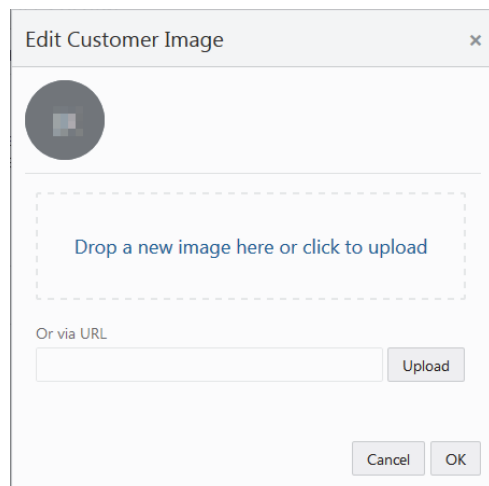 Edit Customer Image
Drop a new image here or click to upload
Or via URL
Upload
Cancel OK